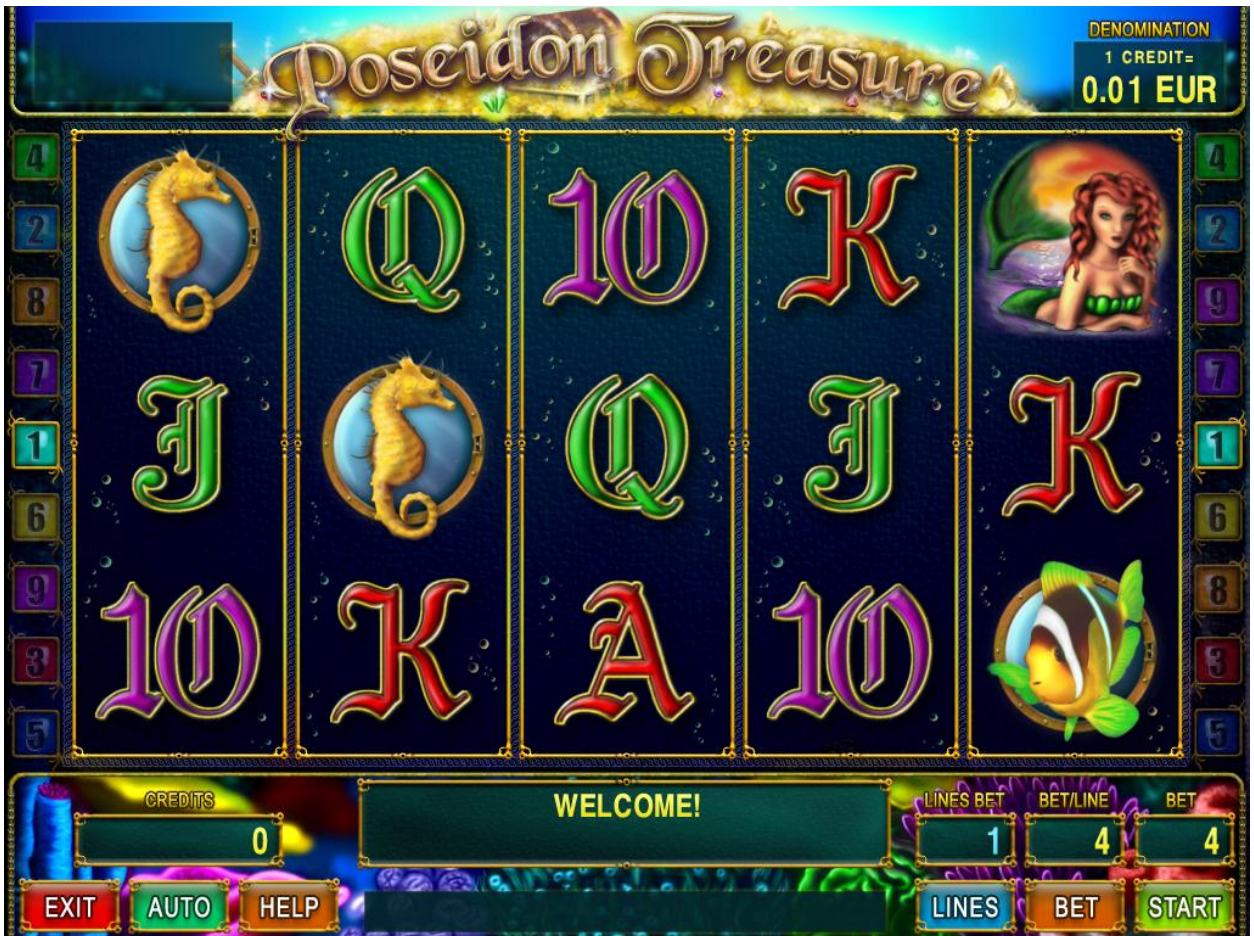 Poseidon Treasure
DENOMINATION
1 CREDIT=
0.01 EUR
4 4
2 2
8 9
7 7
1 1
6 6
9 8
3 3
5 5
Q 10 K
J Q J K
10 K A 10
CREDITS
0
WELCOME!
LINES BET BET/LINE BET
1 4 4
EXIT AUTO HELP LINES BET START